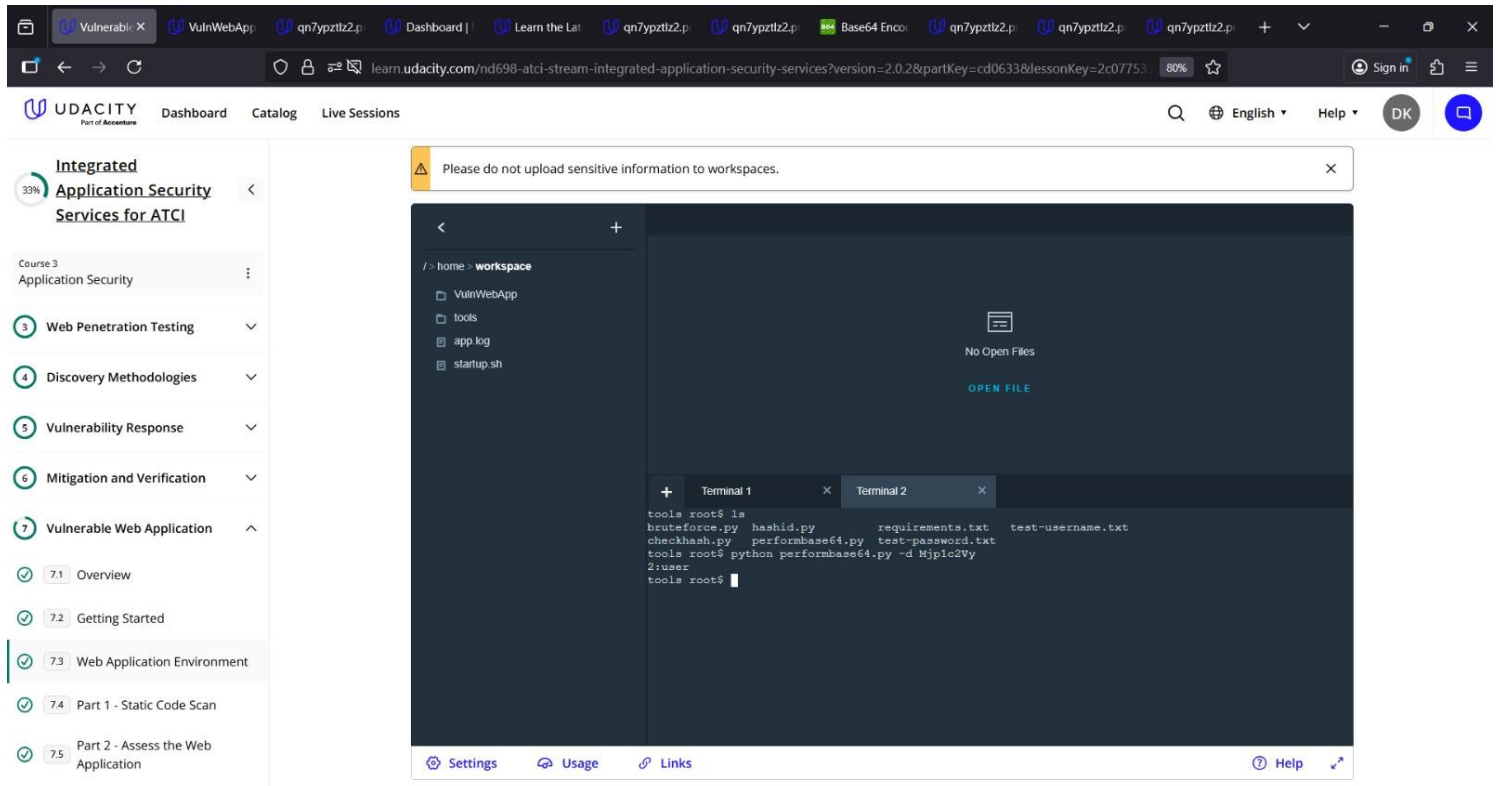 Vulnerable
VulnWebApp
qn7ypztlz2.p
Dashboard |
Learn the Lat
qn7ypztlz2.p
qn7ypztlz2.p
B64
Base64 Encoc
qn7ypztlz2.p
qn7ypztlz2.p
qn7ypztlz2.p
learn.udacity.com/nd698-atci-stream-integrated-application-security-services?version=2.0.2&partKey=cd0633&lessonKey=2c07753
80%
Sign in
UDACITY
Part of Accenture
Dashboard
Catalog
Live Sessions
English
Help
DK
33%
Integrated
Application Security
Services for ATCI
Course 3
Application Security
3 Web Penetration Testing
4 Discovery Methodologies
5 Vulnerability Response
6 Mitigation and Verification
7 Vulnerable Web Application
7.1 Overview
7.2 Getting Started
7.3 Web Application Environment
7.4 Part 1 - Static Code Scan
7.5 Part 2 - Assess the Web
Application
Please do not upload sensitive information to workspaces.
/ > home > workspace
VulnWebApp
tools
app.log
startup.sh
No Open Files
OPEN FILE
Terminal 1
Terminal 2
tools root$ ls
bruteforce.py hashid.py requirements.txt test-username.txt
checkhash.py performbase64.py test-password.txt
tools root$ python performbase64.py -d Mjp1c2Vy
2:user
tools root$
Settings
Usage
Links
Help